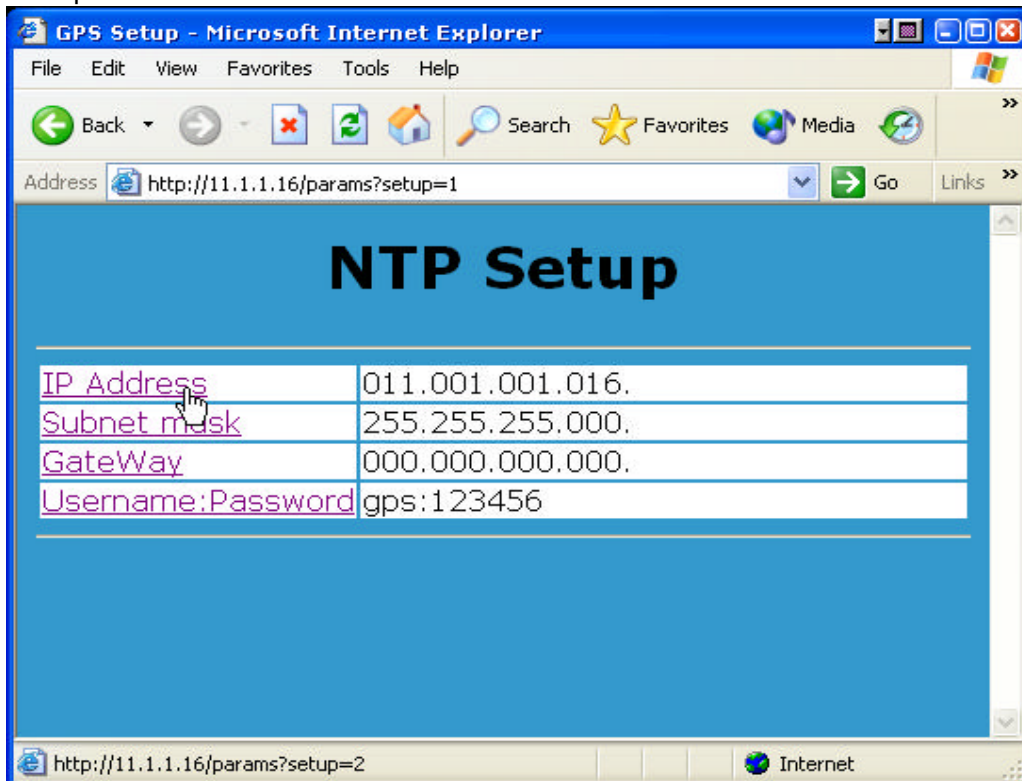 GPS Setup - Microsoft Internet Explorer
File Edit View Favorites Tools Help
Back Search Favorites Media »
Address http://11.1.1.16/params?setup=1 Go Links »
NTP Setup
IP Address 011.001.001.016.
Subnet mask 255.255.255.000.
GateWay 000.000.000.000.
Username:Password gps:123456
http://11.1.1.16/params?setup=2 Internet